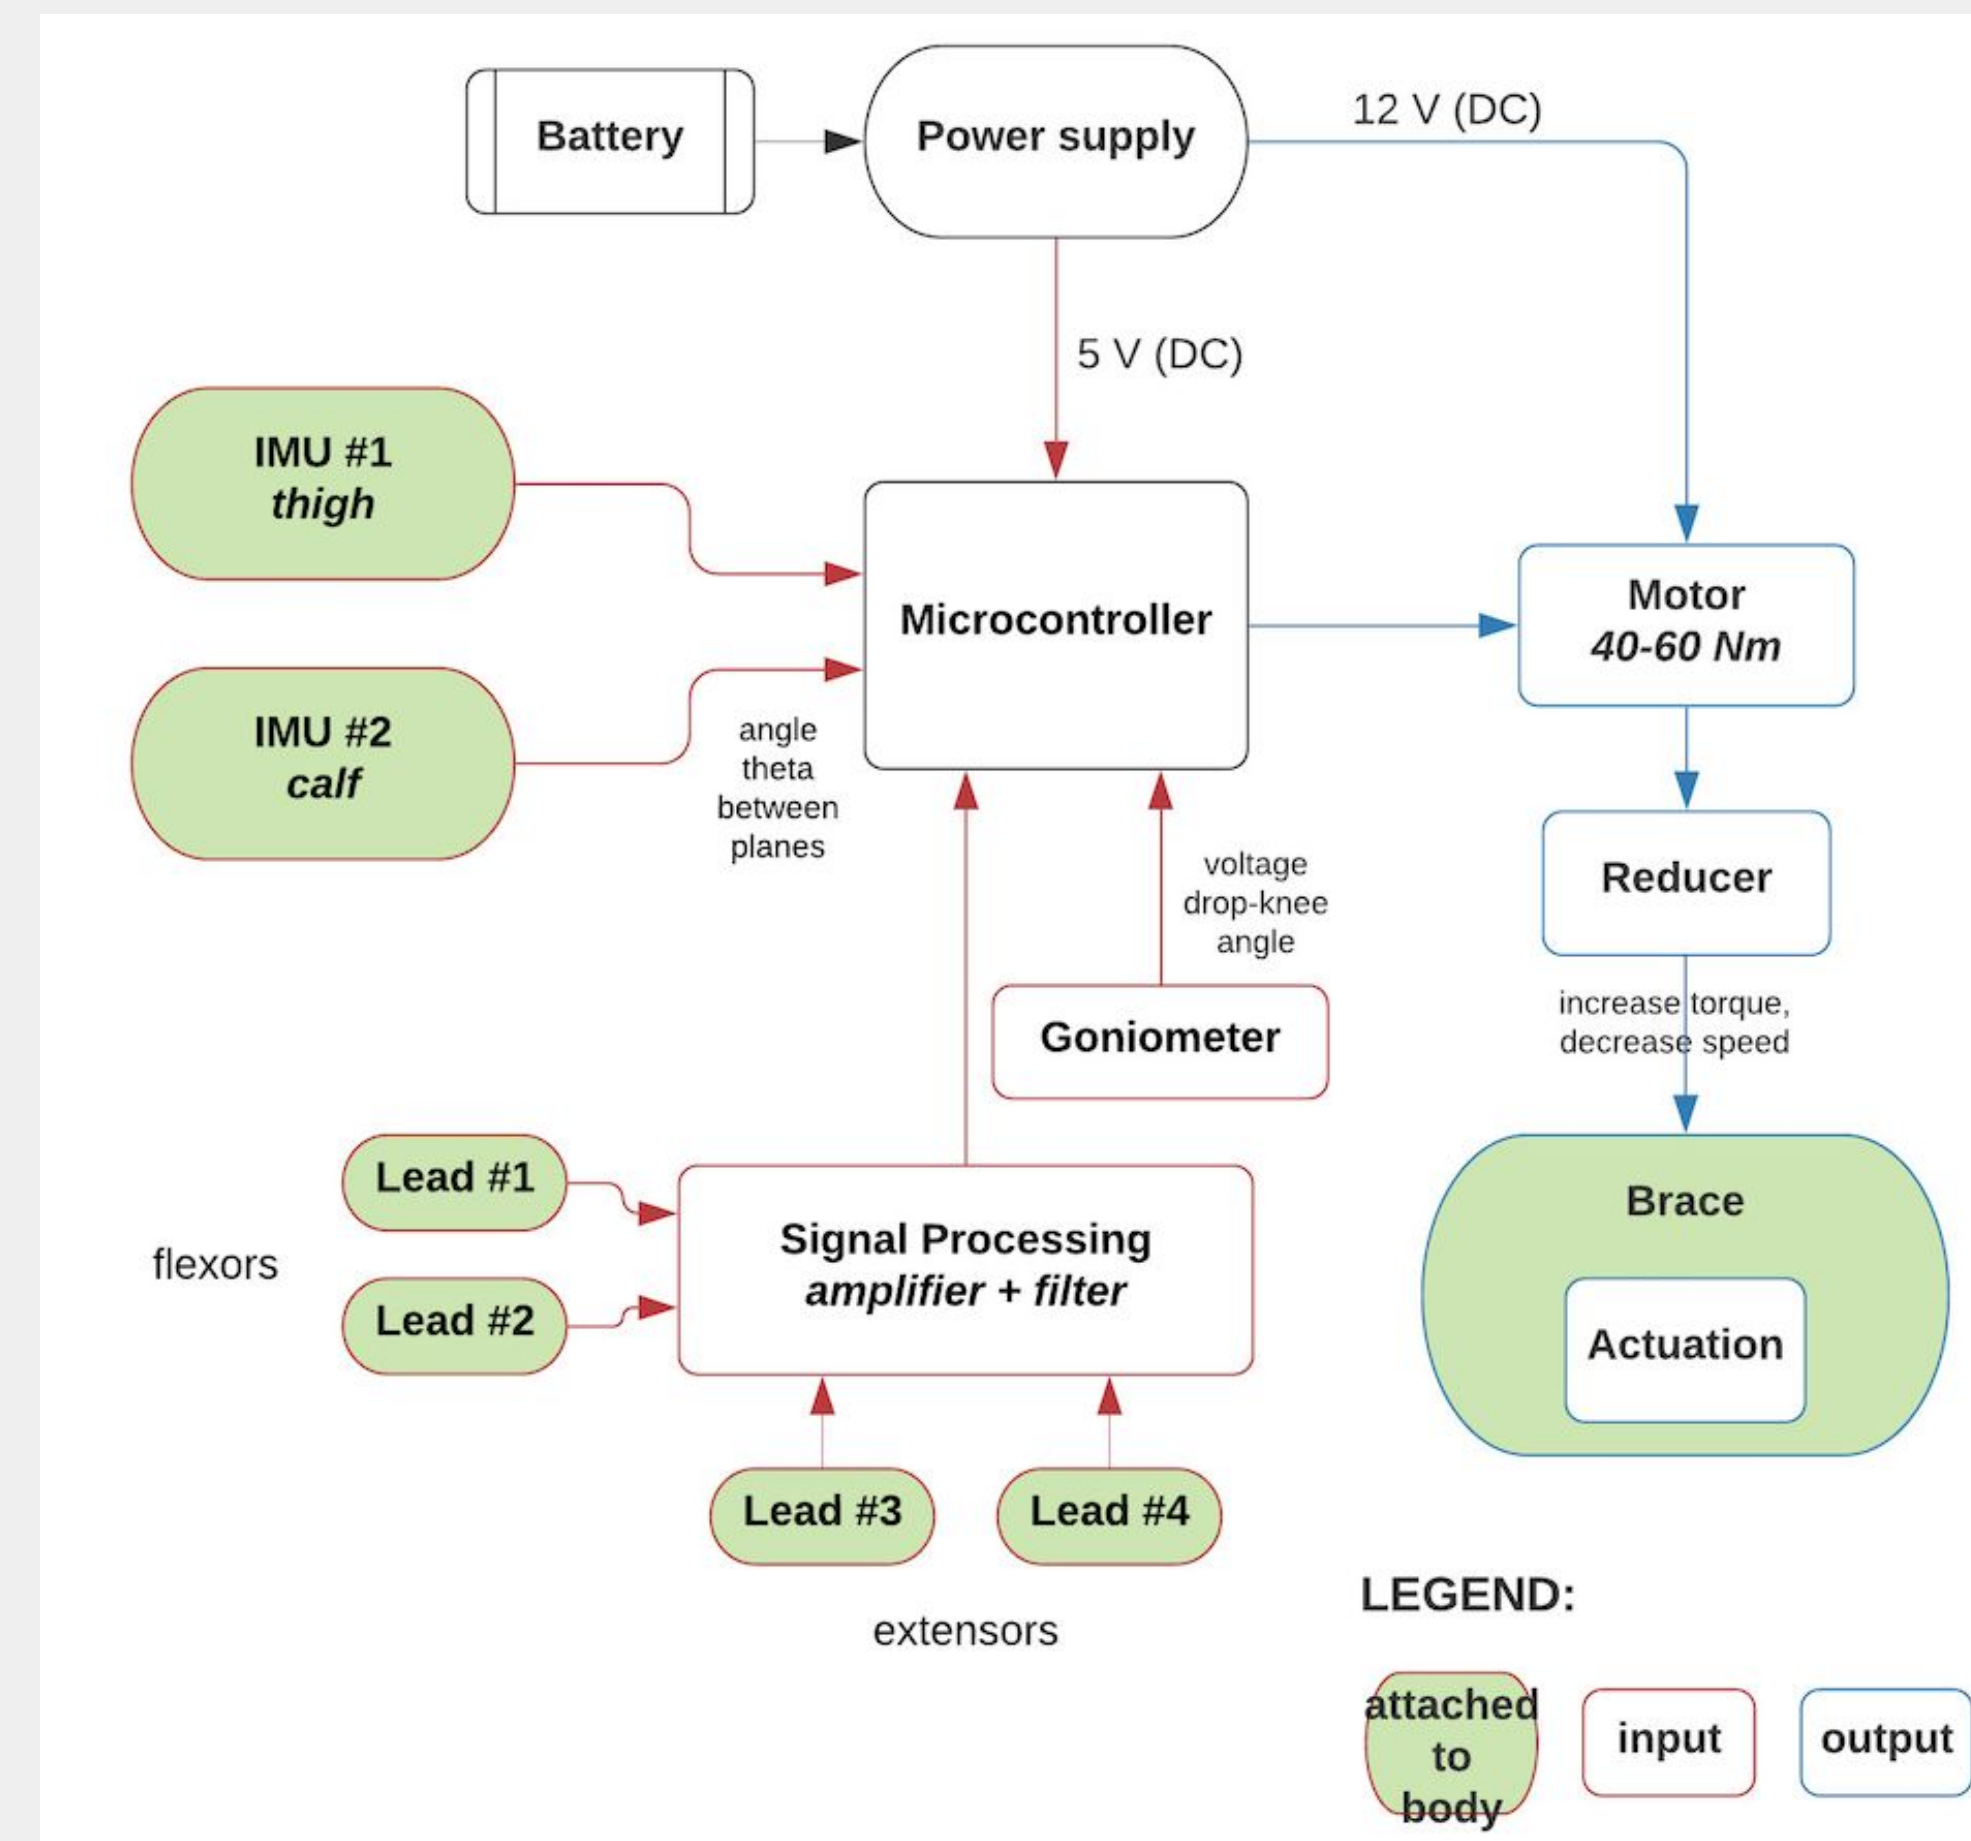 Battery
Power supply
12 V (DC)
5 V (DC)
IMU #1
thigh
IMU #2
calf
Microcontroller
Motor
40-60 Nm
angle
theta
between
planes
voltage
drop-knee
angle
Reducer
Goniometer
increase torque,
decrease speed
Lead #1
flexors
Lead #2
Signal Processing
amplifier + filter
Brace
Actuation
Lead #3
Lead #4
extensors
LEGEND:
attached
to
body
input
output